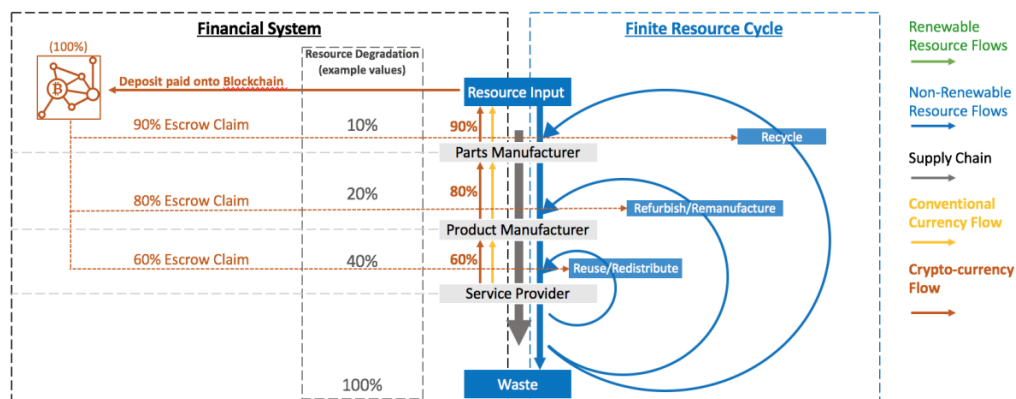 Financial System
Finite Resource Cycle
Renewable
Resource Flows
(100%)
Resource Degradation
(example values)
Deposit paid onto Blockchain
Resource Input
Non-Renewable
Resource Flows
90% Escrow Claim
10%
90%
Recycle
Parts Manufacturer
Supply Chain
80% Escrow Claim
20%
80%
Refurbish/Remanufacture
Conventional
Currency Flow
Product Manufacturer
60% Escrow Claim
40%
60%
Reuse/Redistribute
Crypto-currency
Flow
Service Provider
100%
Waste